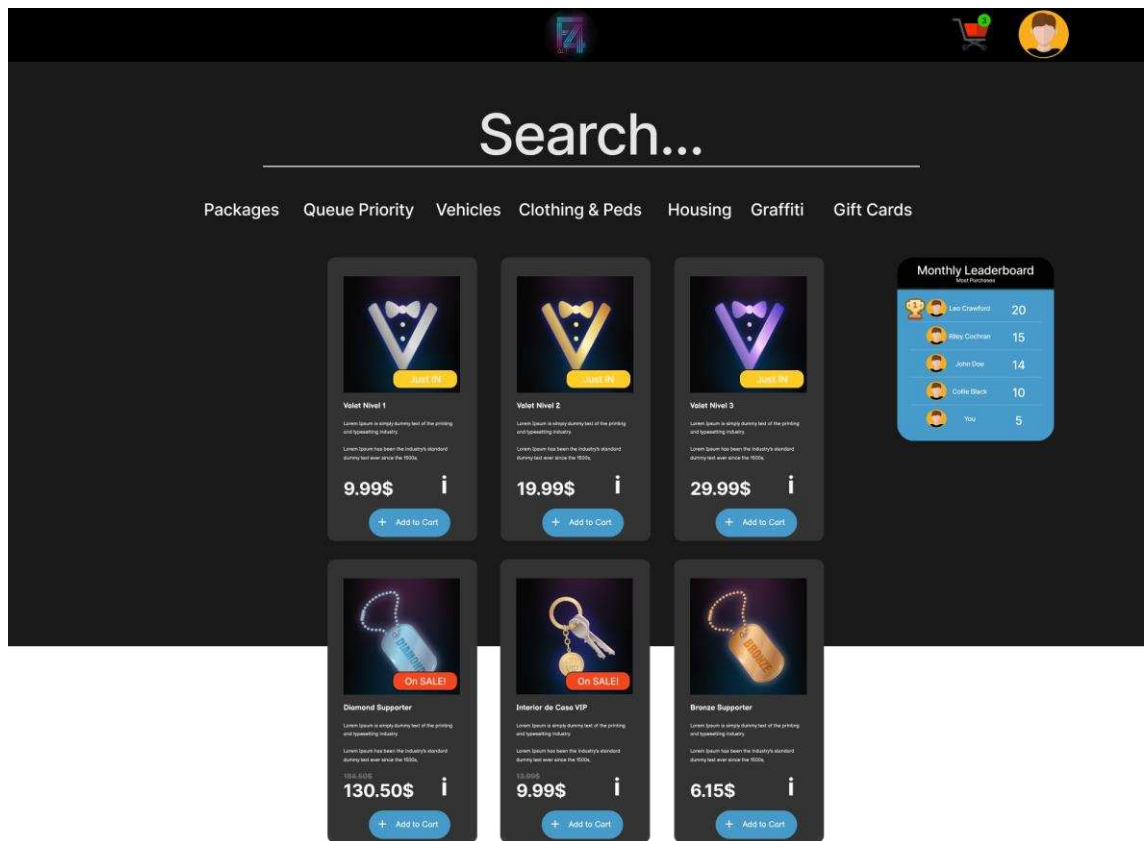 F4
3
Search...
Packages Queue Priority Vehicles Clothing & Peds Housing Graffiti Gift Cards
Just IN
Valet Nivel 1
Lorem Ipsum is simply dummy text of the printing
and typesetting industry.
Lorem Ipsum has been the industry's standard
dummy text ever since the 1500s,
9.99$ i
+ Add to Cart
Just IN
Valet Nivel 2
Lorem Ipsum is simply dummy text of the printing
and typesetting industry.
Lorem Ipsum has been the industry's standard
dummy text ever since the 1500s,
19.99$ i
+ Add to Cart
Just IN
Valet Nivel 3
Lorem Ipsum is simply dummy text of the printing
and typesetting industry.
Lorem Ipsum has been the industry's standard
dummy text ever since the 1500s,
29.99$ i
+ Add to Cart
Monthly Leaderboard
Most Purchases
1 Leo Crawford 20
Riley Cochran 15
John Doe 14
Collie Black 10
You 5
DIAMOND
On SALE!
Diamond Supporter
Lorem Ipsum is simply dummy text of the printing
and typesetting industry.
Lorem Ipsum has been the industry's standard
dummy text ever since the 1500s,
184.50$
130.50$ i
+ Add to Cart
VIP
On SALE!
Interior de Casa VIP
Lorem Ipsum is simply dummy text of the printing
and typesetting industry.
Lorem Ipsum has been the industry's standard
dummy text ever since the 1500s,
13.99$
9.99$ i
+ Add to Cart
BRONZE
Bronze Supporter
Lorem Ipsum is simply dummy text of the printing
and typesetting industry.
Lorem Ipsum has been the industry's standard
dummy text ever since the 1500s,
6.15$ i
+ Add to Cart